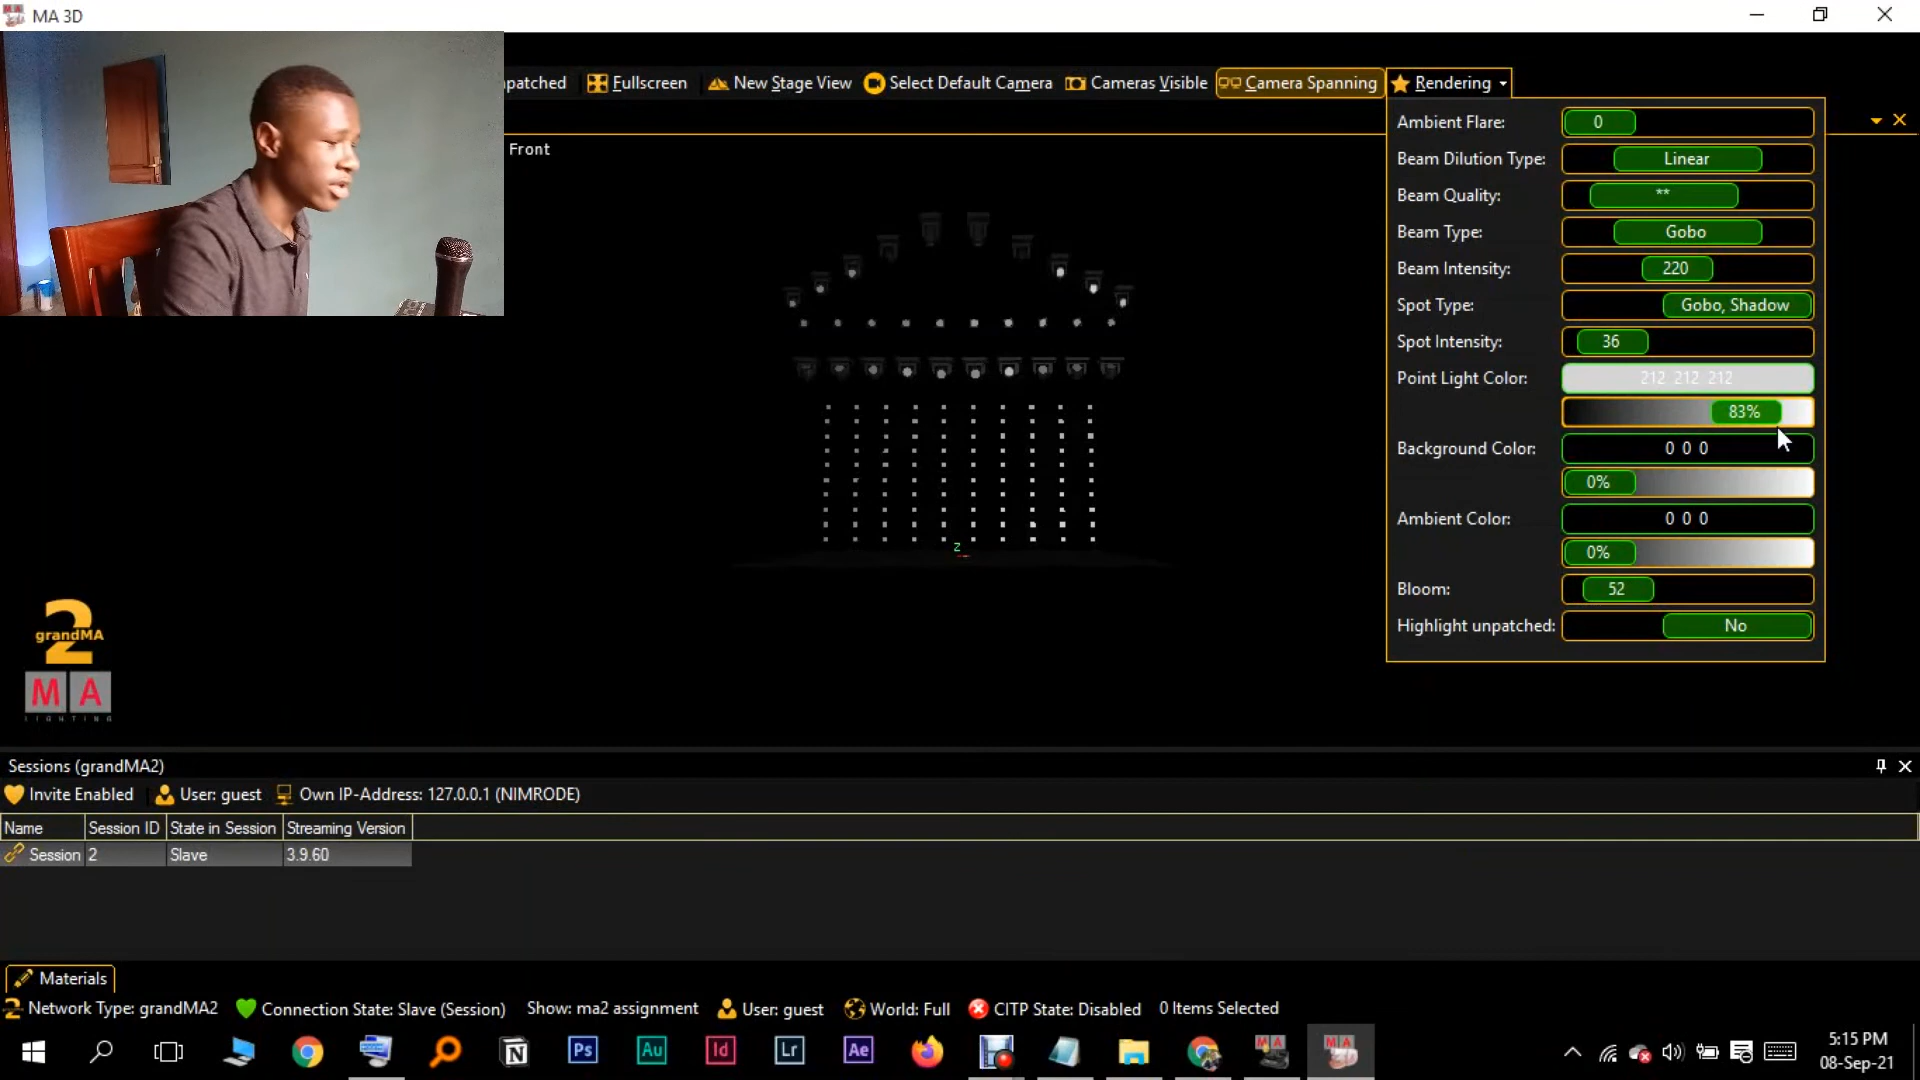 MA 3D
patched
Fullscreen
New Stage View
Select Default Camera
Cameras Visible
Camera Spanning
Rendering
Front
Ambient Flare: 0
Beam Dilution Type: Linear
Beam Quality: **
Beam Type: Gobo
Beam Intensity: 220
Spot Type: Gobo, Shadow
Spot Intensity: 36
Point Light Color: 212 212 212
83%
Background Color: 0 0 0
0%
Ambient Color: 0 0 0
0%
Bloom: 52
Highlight unpatched: No
z
2
grandMA
MA
LIGHTING
Sessions (grandMA2)
Invite Enabled User: guest Own IP-Address: 127.0.0.1 (NIMRODE)
Name Session ID State in Session Streaming Version
Session 2 Slave 3.9.60
Materials
2 Network Type: grandMA2 Connection State: Slave (Session) Show: ma2 assignment User: guest World: Full CITP State: Disabled 0 Items Selected
N Ps Au Id Lr Ae MA MA
5:15 PM
08-Sep-21